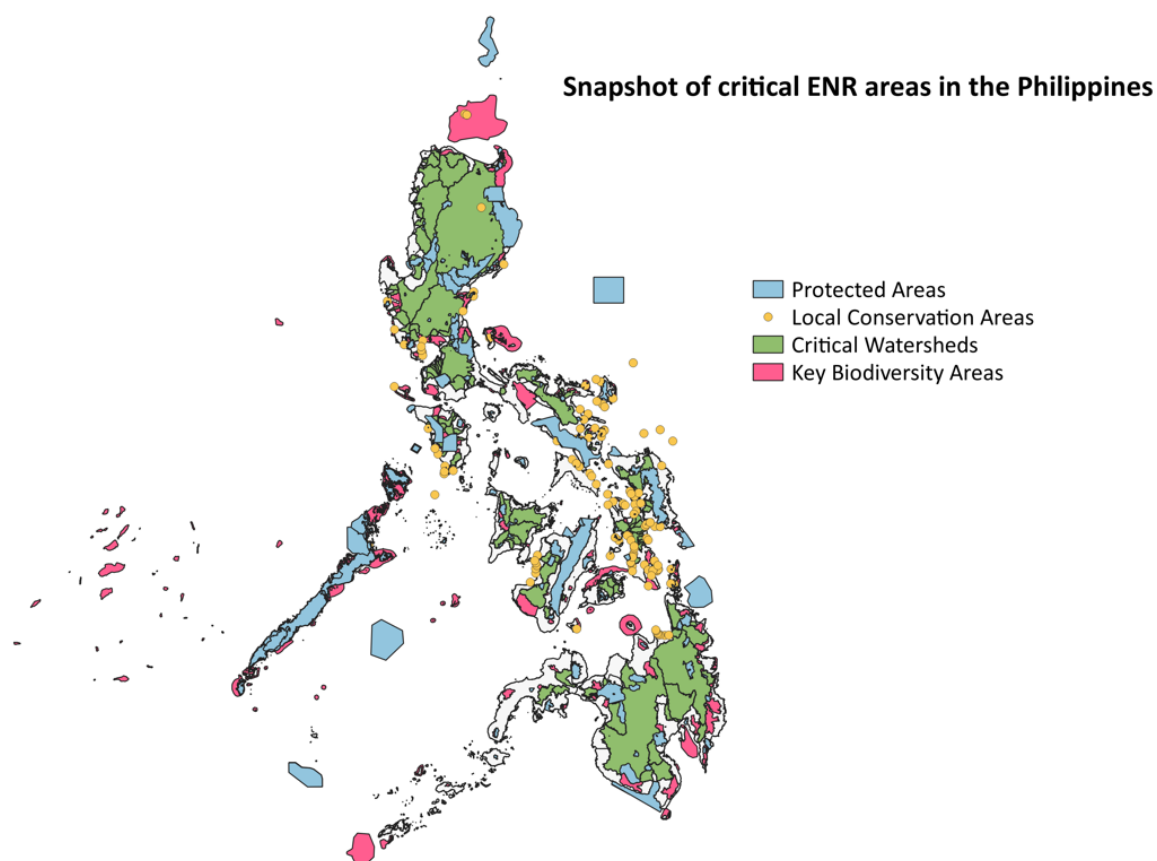 Snapshot of critical ENR areas in the Philippines
Protected Areas
Local Conservation Areas
Critical Watersheds
Key Biodiversity Areas